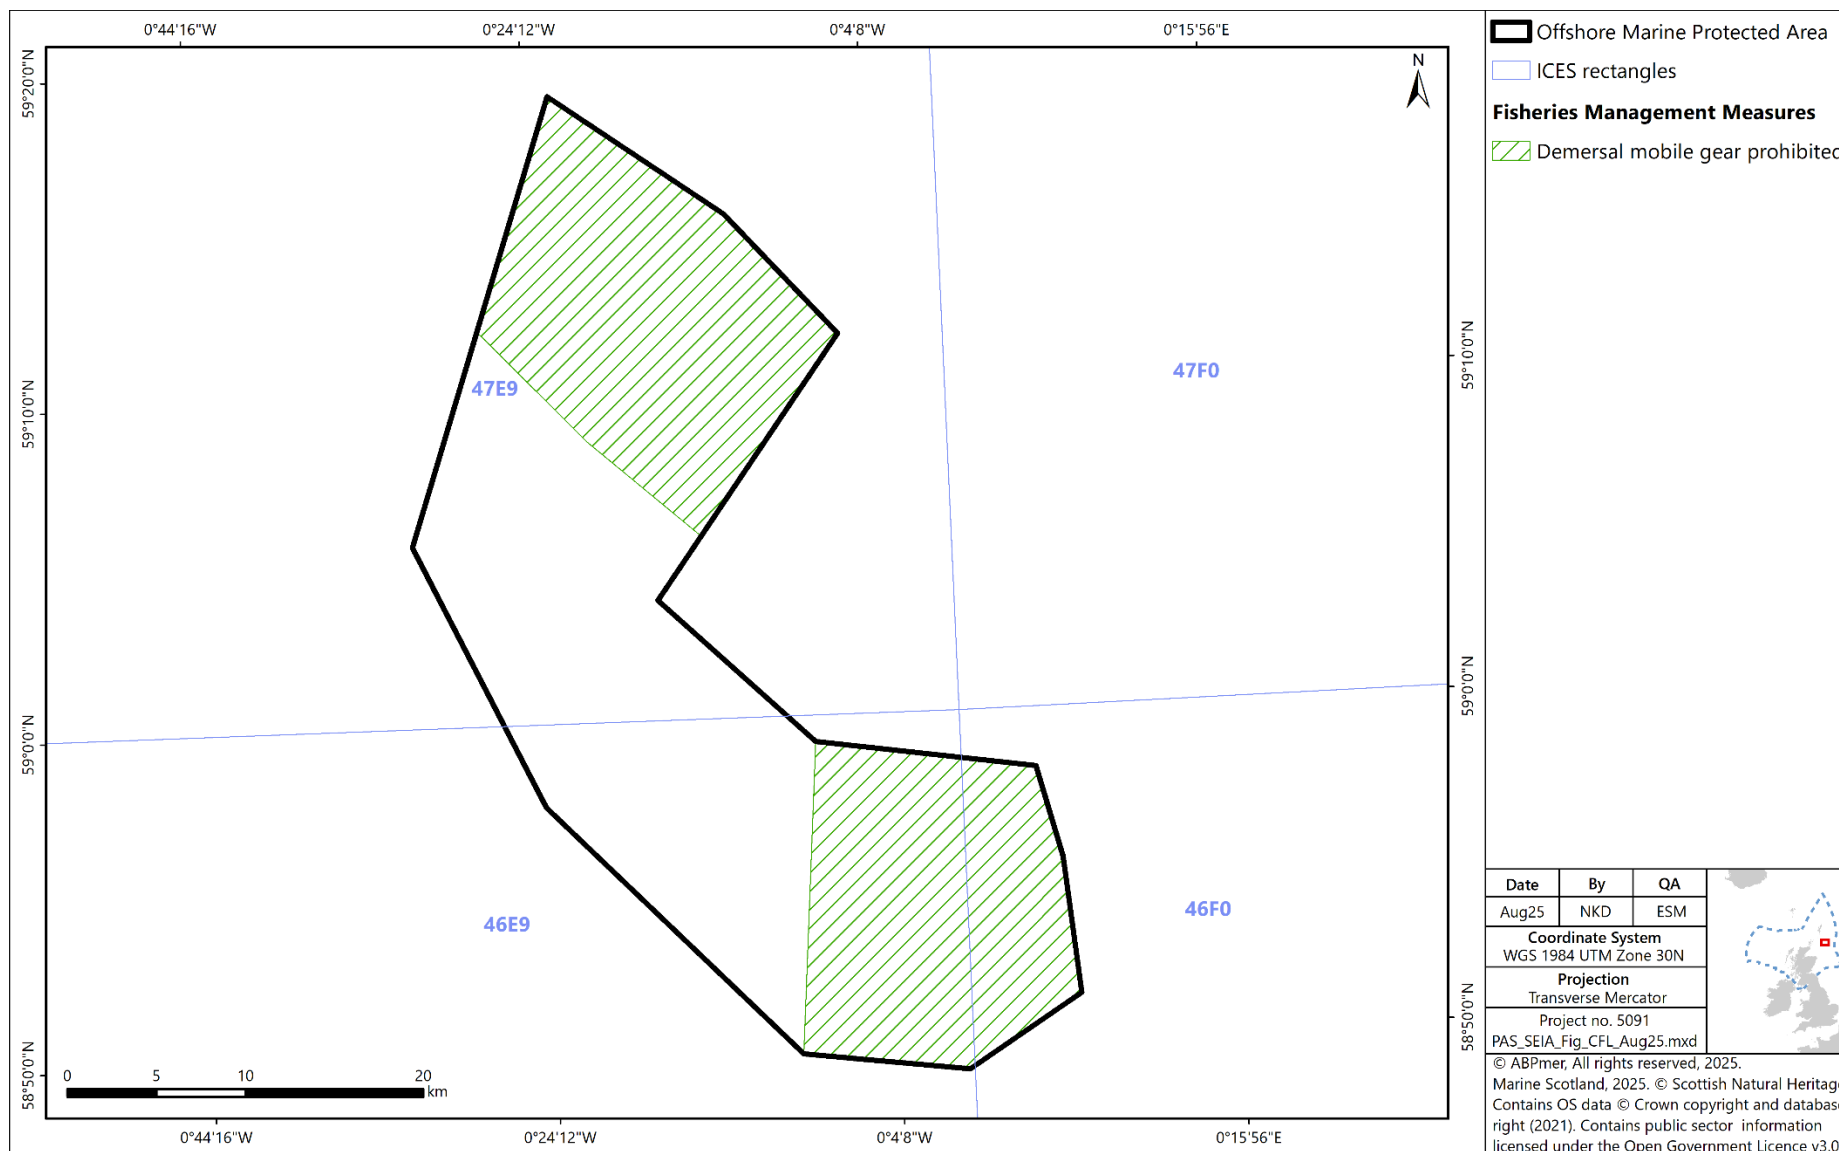 0°44'16"W
0°24'12"W
0°4'8"W
0°15'56"E
59°20'0"N
59°10'0"N
59°0'0"N
58°50'0"N
N
47E9
47F0
46E9
46F0
59°10'0"N
59°0'0"N
58°50'0"N
0 5 10 20
km
0°44'16"W
0°24'12"W
0°4'8"W
0°15'56"E
Offshore Marine Protected Area
ICES rectangles
Fisheries Management Measures
Demersal mobile gear prohibited
Date By QA
Aug25 NKD ESM
Coordinate System
WGS 1984 UTM Zone 30N
Projection
Transverse Mercator
Project no. 5091
PAS_SEIA_Fig_CFL_Aug25.mxd
© ABPmer, All rights reserved, 2025.
Marine Scotland, 2025. © Scottish Natural Heritage
Contains OS data © Crown copyright and database
right (2021). Contains public sector information
licensed under the Open Government Licence v3.0